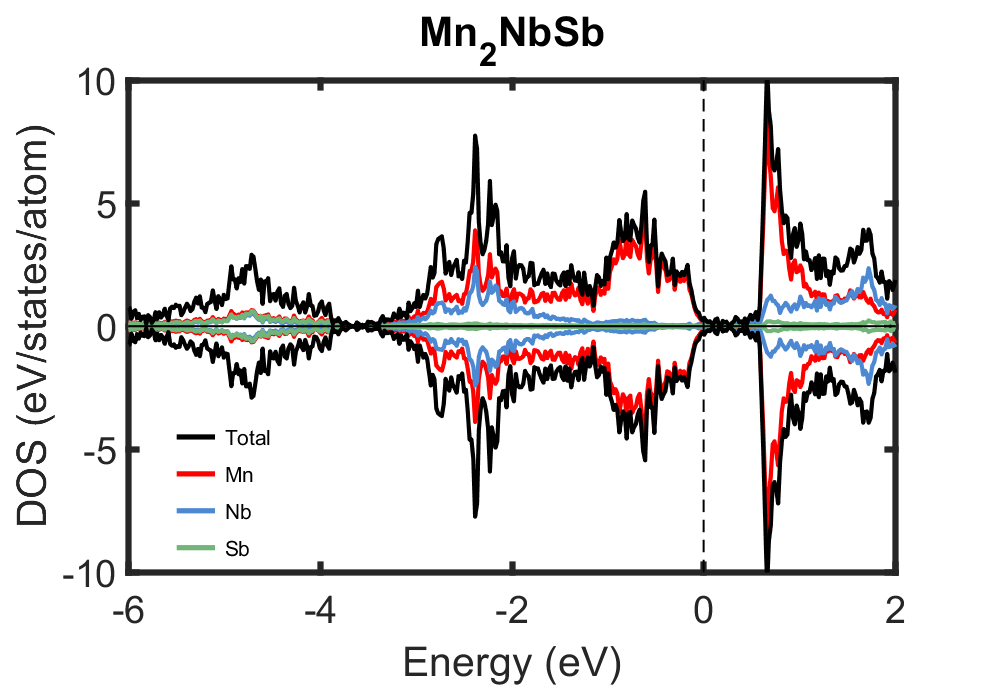 Mn₂NbSb
DOS (eV/states/atom)
10
5
0
-5
-10
Total
Mn
Nb
Sb
-6 -4 -2 0 2
Energy (eV)